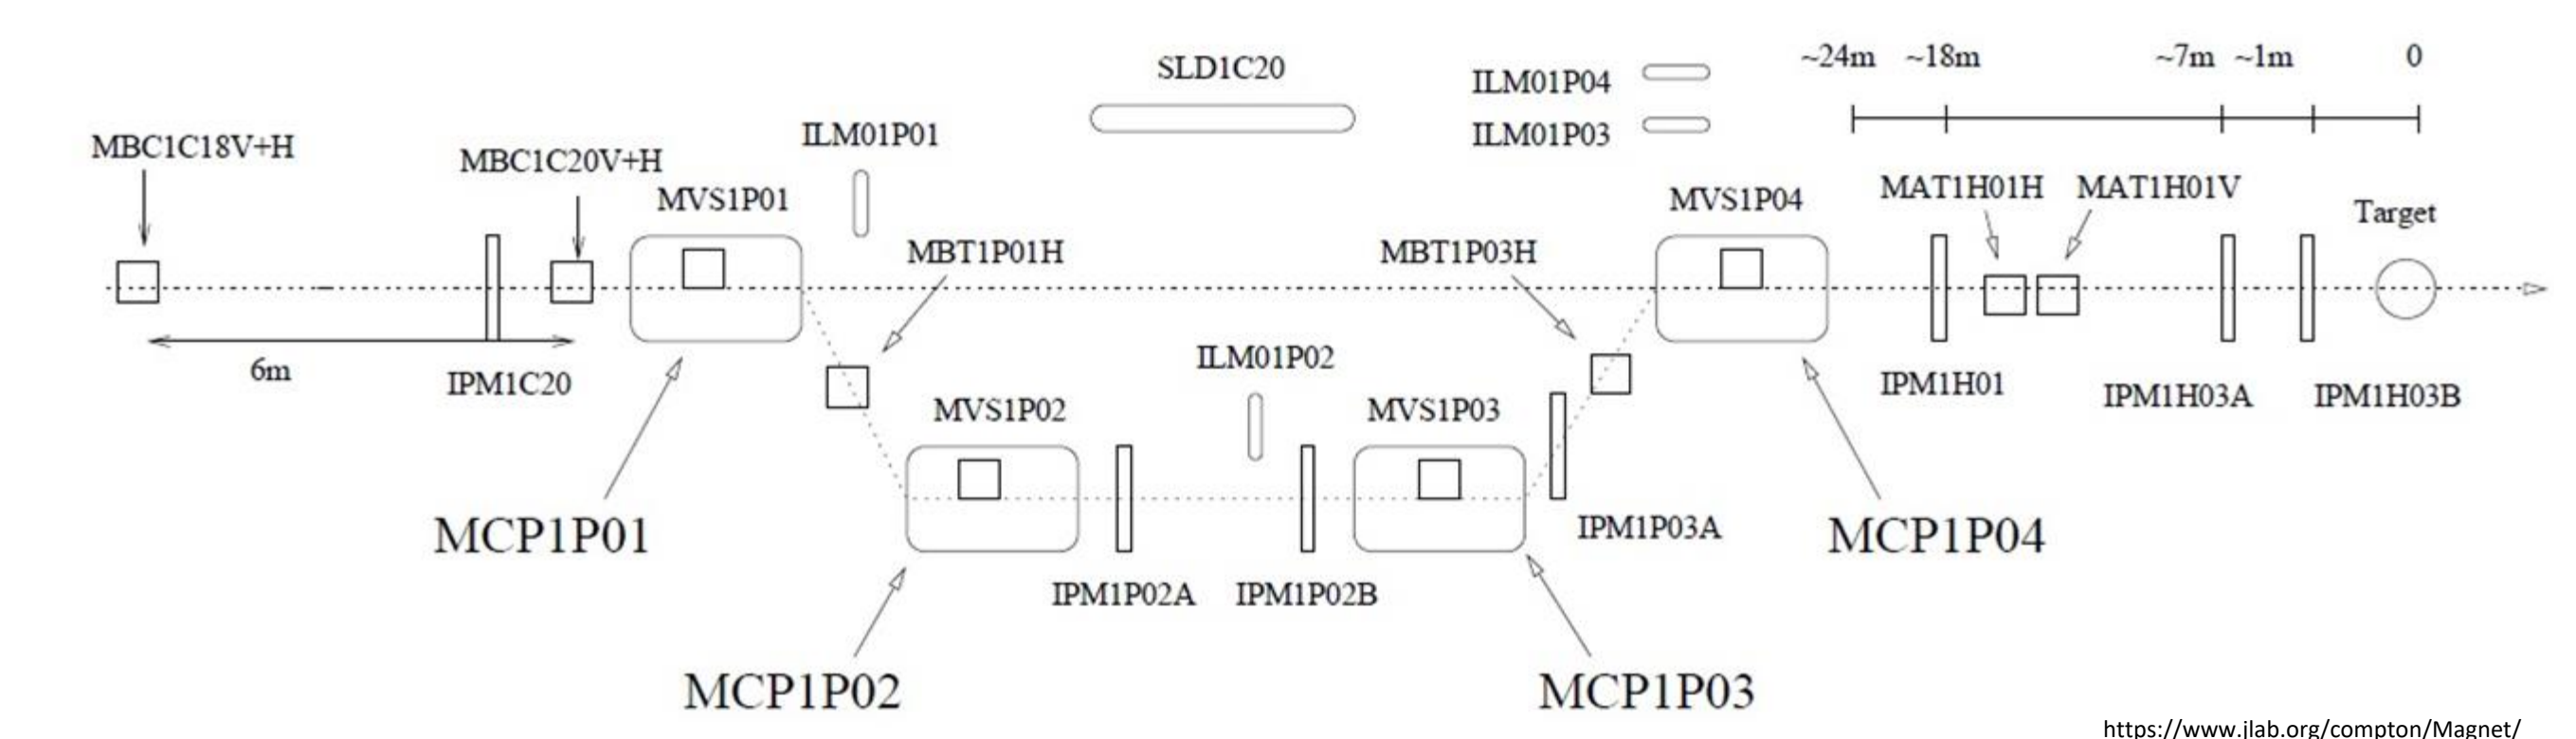 SLD1C20
ILM01P04
ILM01P03
~24m ~18m ~7m ~1m 0
MBC1C18V+H
MBC1C20V+H
ILM01P01
MVS1P01
MBT1P01H
MBT1P03H
MVS1P04
MAT1H01H
MAT1H01V
Target
6m
IPM1C20
ILM01P02
MVS1P02
MVS1P03
IPM1H01
IPM1H03A
IPM1H03B
MCP1P01
IPM1P03A
MCP1P04
IPM1P02A
IPM1P02B
MCP1P02
MCP1P03
https://www.jlab.org/compton/Magnet/